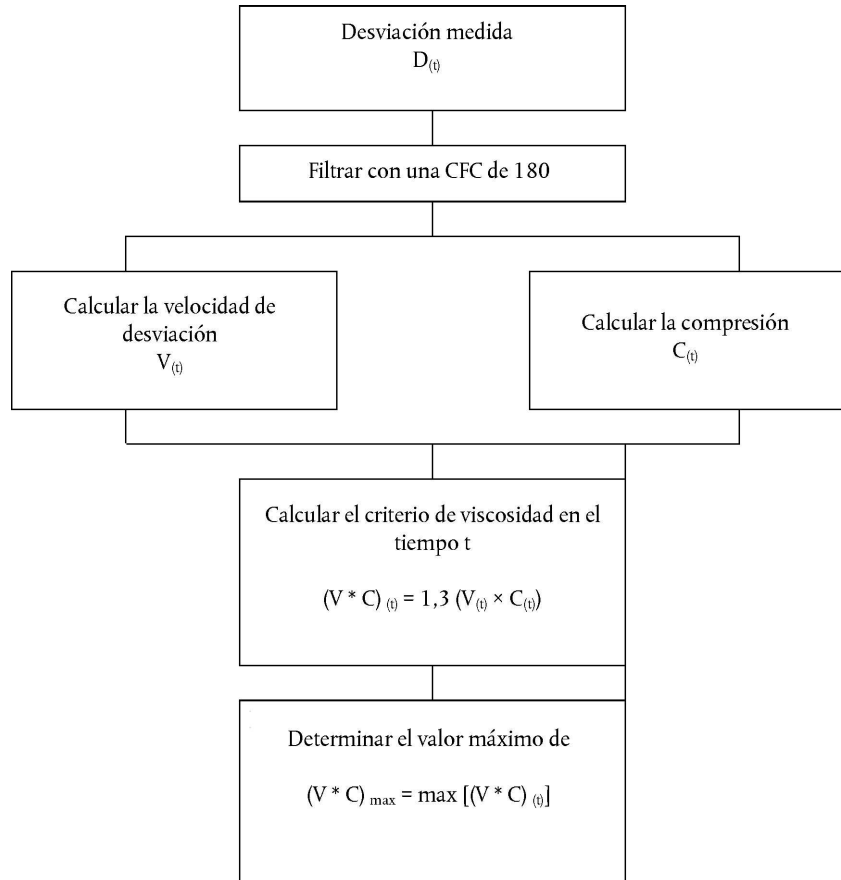 Desviación medida
D(t)
Filtrar con una CFC de 180
Calcular la velocidad de
desviación
V(t)
Calcular la compresión
C(t)
Calcular el criterio de viscosidad en el
tiempo t
(V * C) (t) = 1,3 (V(t) × C(t))
Determinar el valor máximo de
(V * C) max = max [(V * C) (t)]